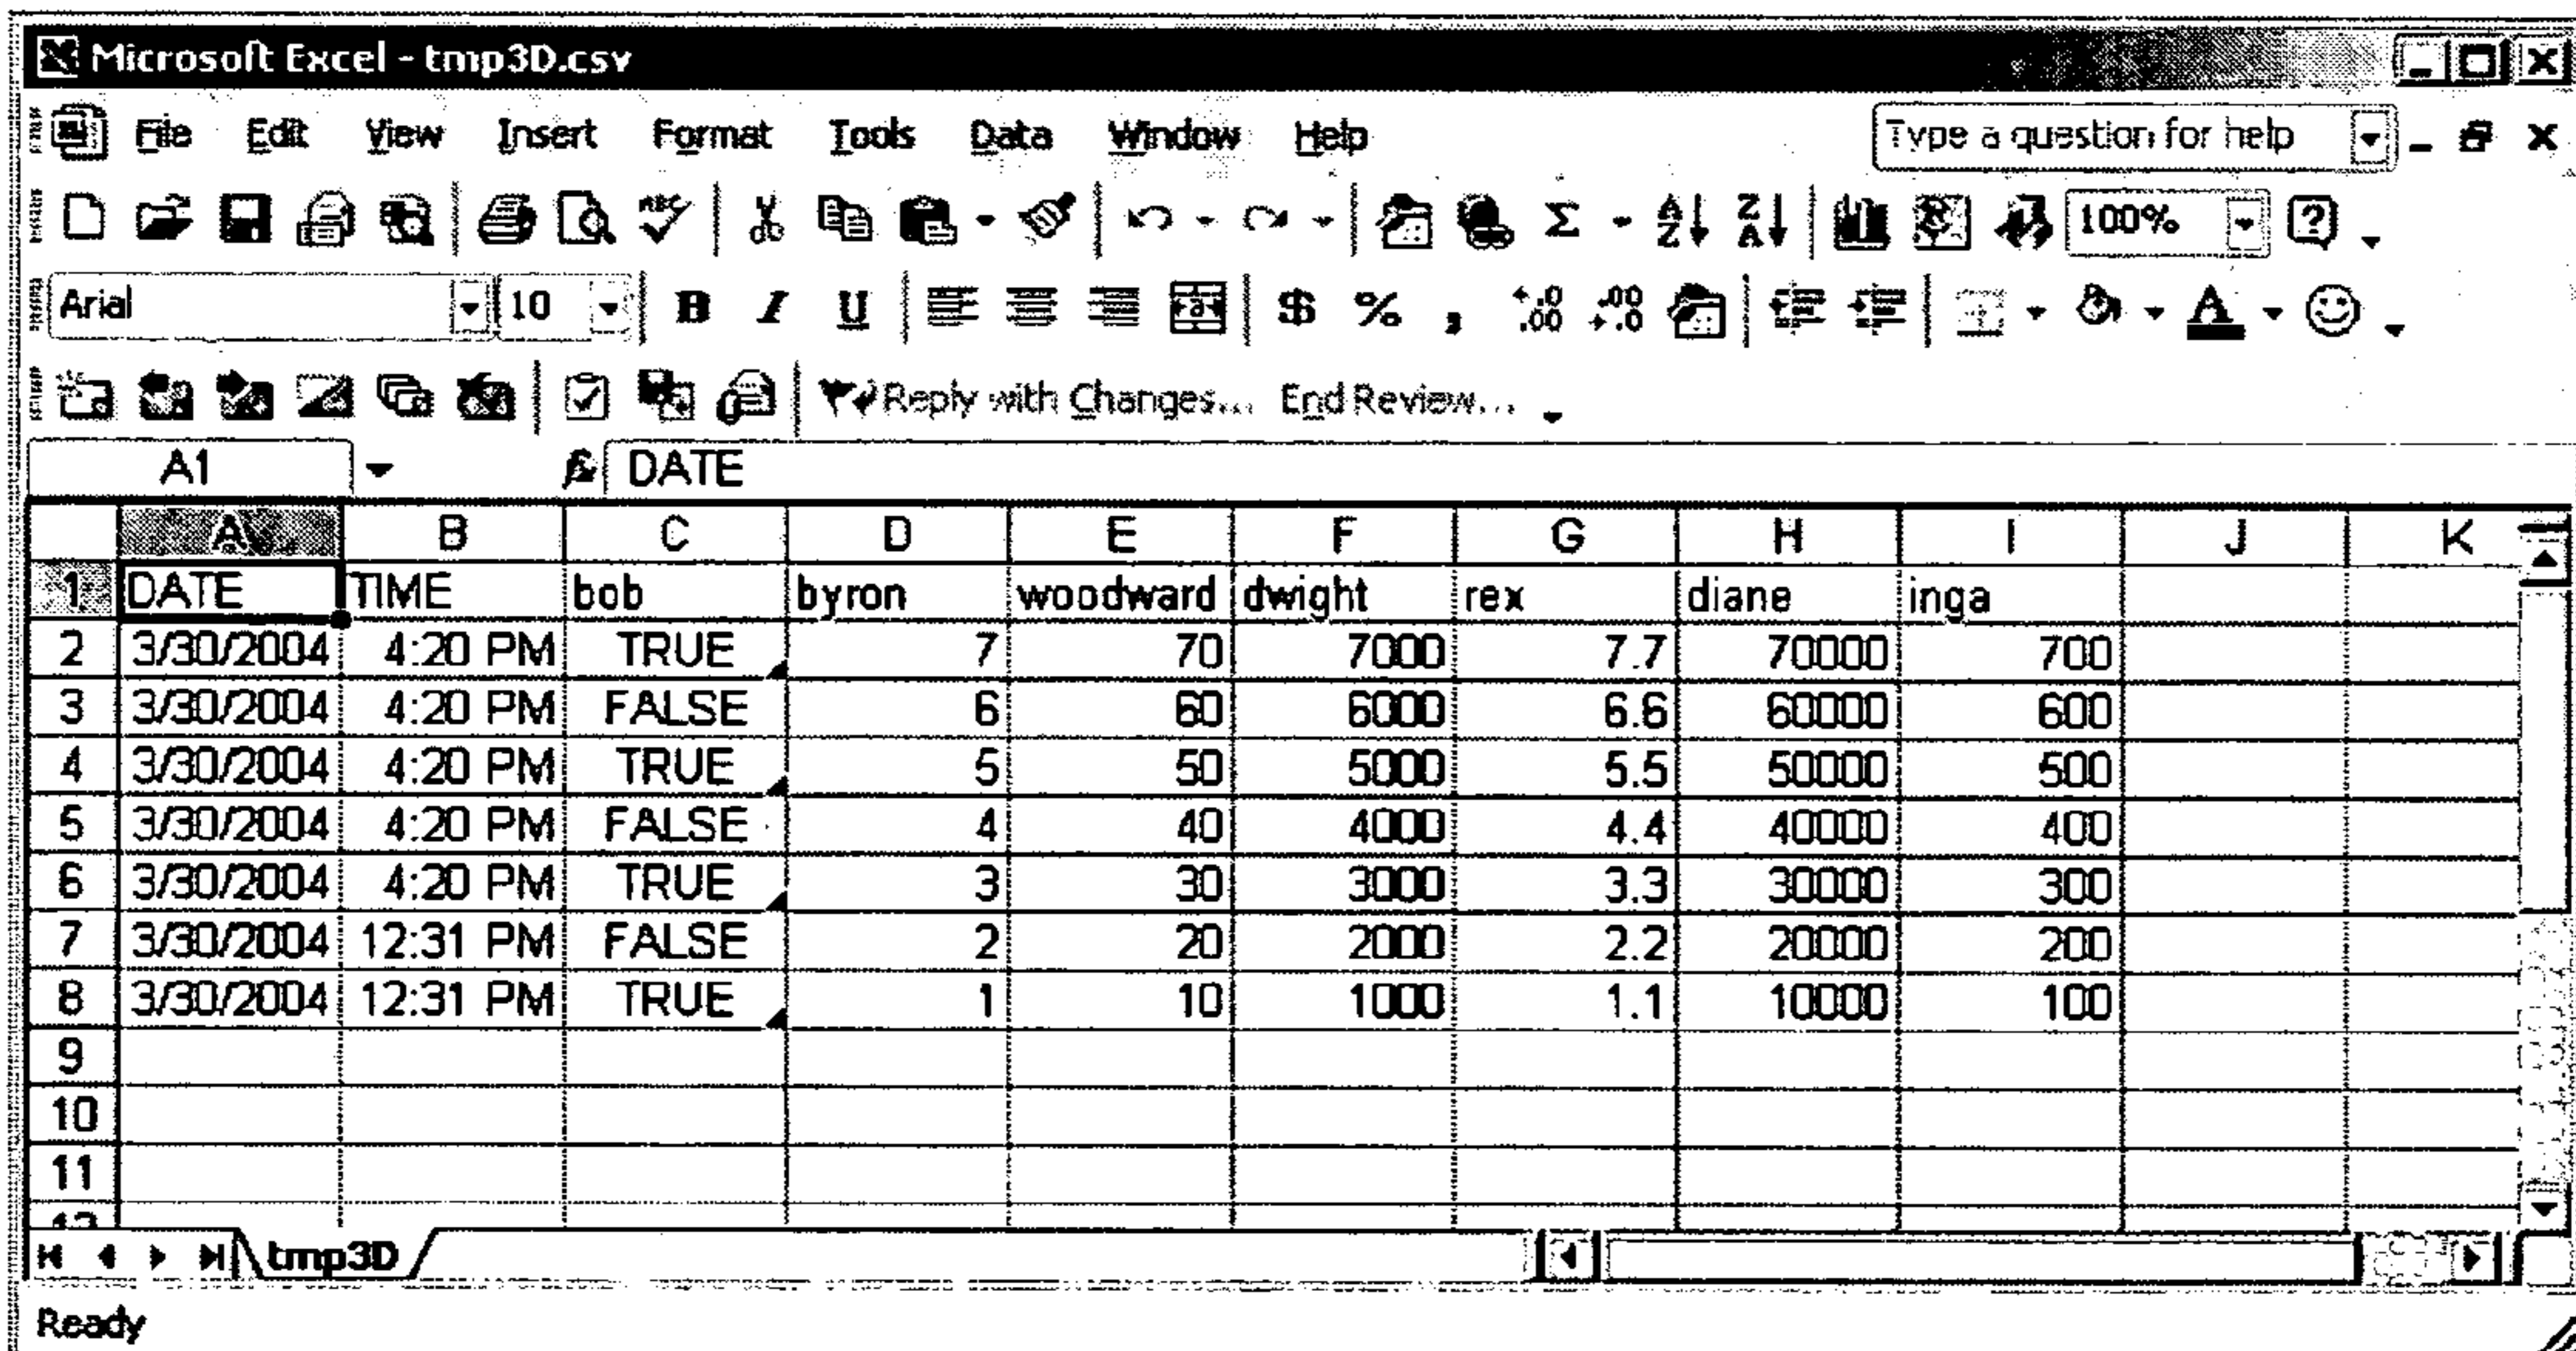 Microsoft Excel - tmp3D.csv
File Edit View Insert Format Tools Data Window Help Type a question for help
100%
Arial 10 B I U $ % , .0 .00 .00 .0 A
Reply with Changes... End Review...
A1 fx DATE
A B C D E F G H I J K
1 DATE TIME bob byron woodward dwight rex diane inga
2 3/30/2004 4:20 PM TRUE 7 70 7000 7.7 70000 700
3 3/30/2004 4:20 PM FALSE 6 60 6000 6.6 60000 600
4 3/30/2004 4:20 PM TRUE 5 50 5000 5.5 50000 500
5 3/30/2004 4:20 PM FALSE 4 40 4000 4.4 40000 400
6 3/30/2004 4:20 PM TRUE 3 30 3000 3.3 30000 300
7 3/30/2004 12:31 PM FALSE 2 20 2000 2.2 20000 200
8 3/30/2004 12:31 PM TRUE 1 10 1000 1.1 10000 100
9
10
11
tmp3D
Ready